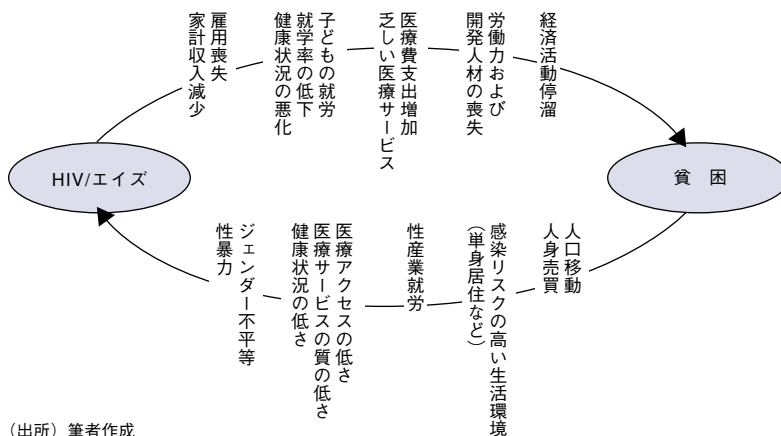 雇用喪失
家計収入減少
子どもの就労
就学率の低下
健康状況の悪化
医療費支出増加
乏しい医療サービス
労働力および
開発人材の喪失
経済活動停溜
HIV/エイズ
貧　困
人口移動
人身売買
感染リスクの高い生活環境
（単身居住など）
性産業就労
医療アクセスの低さ
医療サービスの質の低さ
健康状況の低さ
ジェンダー不平等
性暴力
（出所）筆者作成